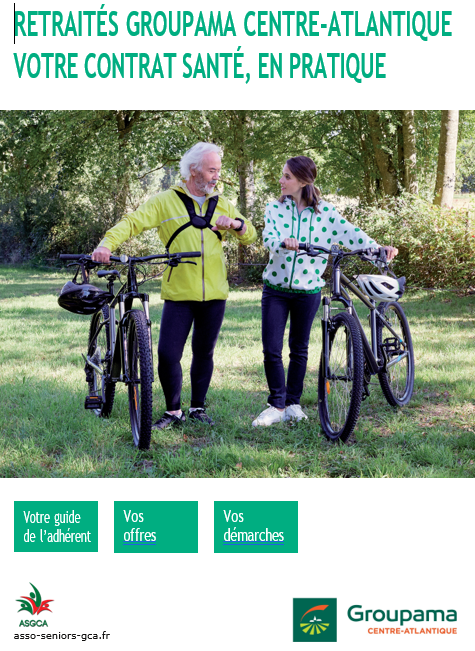 RETRAITÉS GROUPAMA CENTRE-ATLANTIQUE
VOTRE CONTRAT SANTÉ, EN PRATIQUE
Votre guide
de l’adhérent
Vos
offres
Vos
démarches
ASGCA
asso-seniors-gca.fr
Groupama
CENTRE-ATLANTIQUE